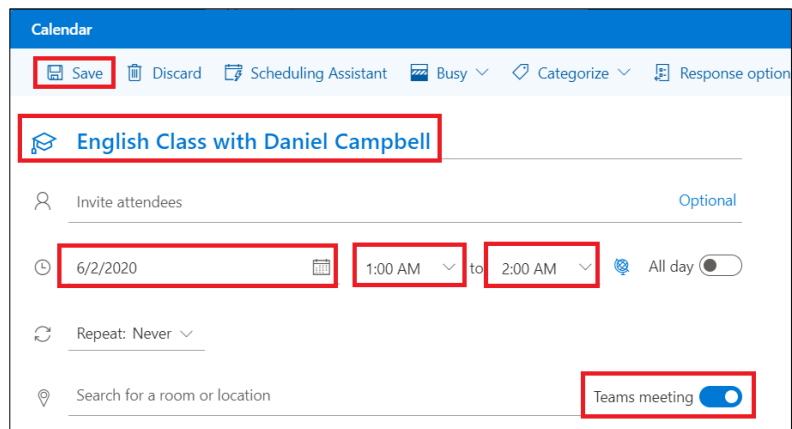 Calendar
Save Discard Scheduling Assistant Busy Categorize Response option
English Class with Daniel Campbell
Invite attendees Optional
6/2/2020 1:00 AM to 2:00 AM All day
Repeat: Never
Search for a room or location Teams meeting